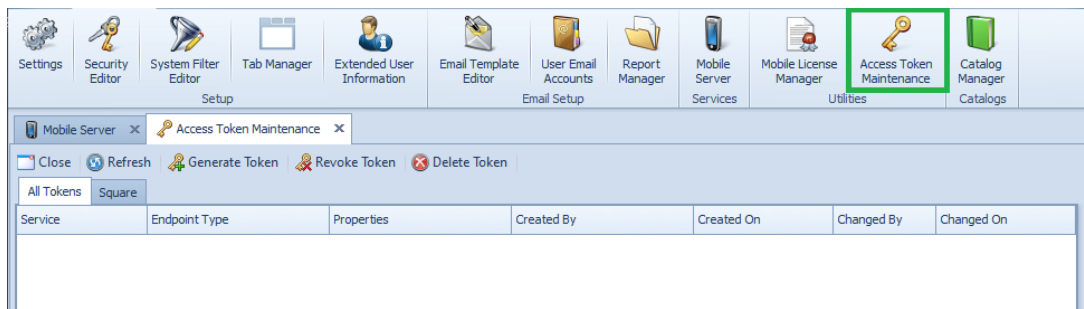 Settings Security Editor System Filter Editor Tab Manager Extended User Information Email Template Editor User Email Accounts Report Manager Mobile Server Mobile License Manager Access Token Maintenance Catalog Manager
Setup Email Setup Services Utilities Catalogs
Mobile Server Access Token Maintenance
Close Refresh Generate Token Revoke Token Delete Token
All Tokens Square
Service Endpoint Type Properties Created By Created On Changed By Changed On